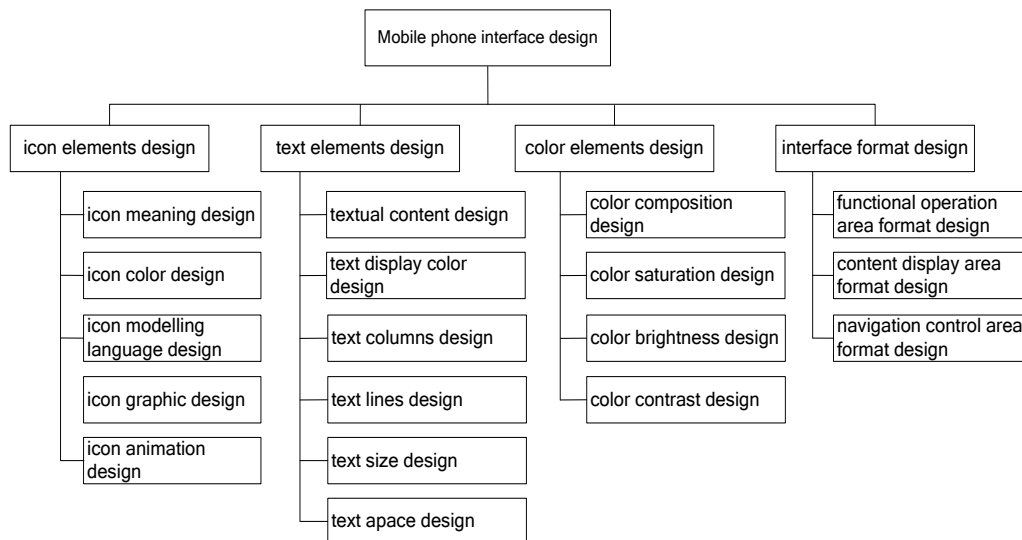 Mobile phone interface design
icon elements design
text elements design
color elements design
interface format design
icon meaning design
icon color design
icon modelling
language design
icon graphic design
icon animation
design
textual content design
text display color
design
text columns design
text lines design
text size design
text apace design
color composition
design
color saturation design
color brightness design
color contrast design
functional operation
area format design
content display area
format design
navigation control area
format design